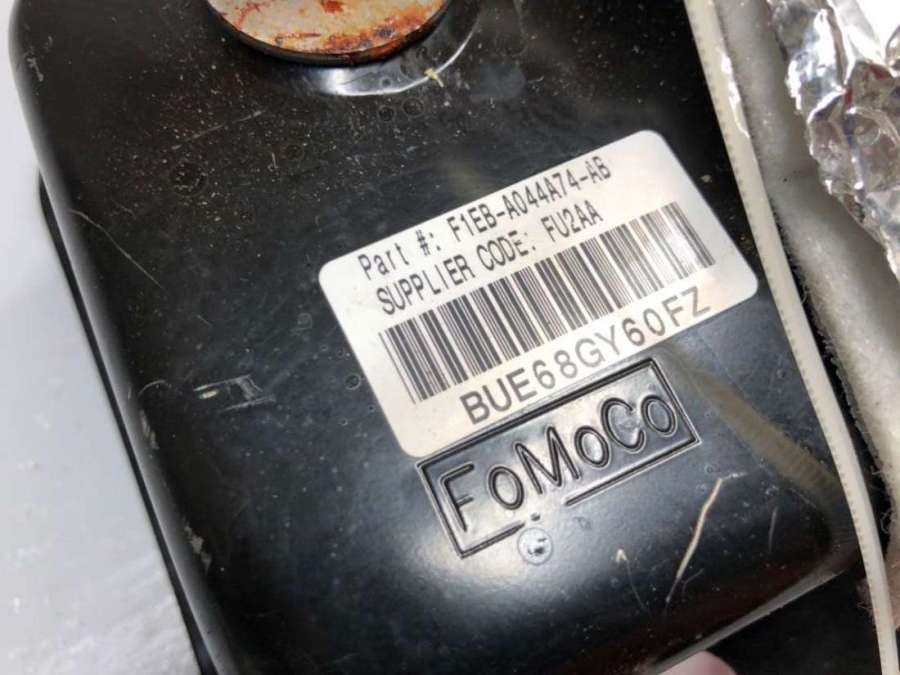 Part #: F1EB-A044A74-AB
SUPPLIER CODE: FU2AA
BUE68GY60FZ
FoMoCo